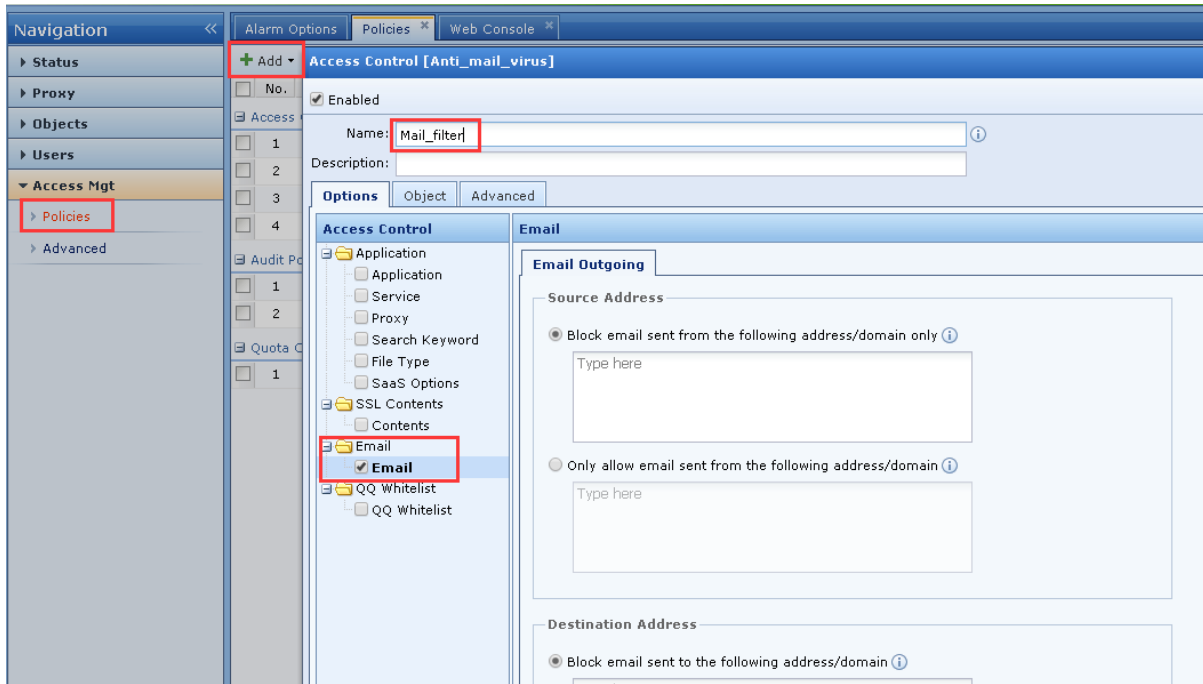 Navigation
Alarm Options
Policies
Web Console
Status
Proxy
Objects
Users
Access Mgt
Policies
Advanced
Add
No.
Access
1
2
3
4
Audit
1
2
Quota
1
Access Control [Anti_mail_virus]
Enabled
Name: Mail_filter
Description:
Options Object Advanced
Access Control
Application
Application
Service
Proxy
Search Keyword
File Type
SaaS Options
SSL Contents
Contents
Email
Email
QQ Whitelist
QQ Whitelist
Email
Email Outgoing
Source Address
Block email sent from the following address/domain only
Type here
Only allow email sent from the following address/domain
Type here
Destination Address
Block email sent to the following address/domain